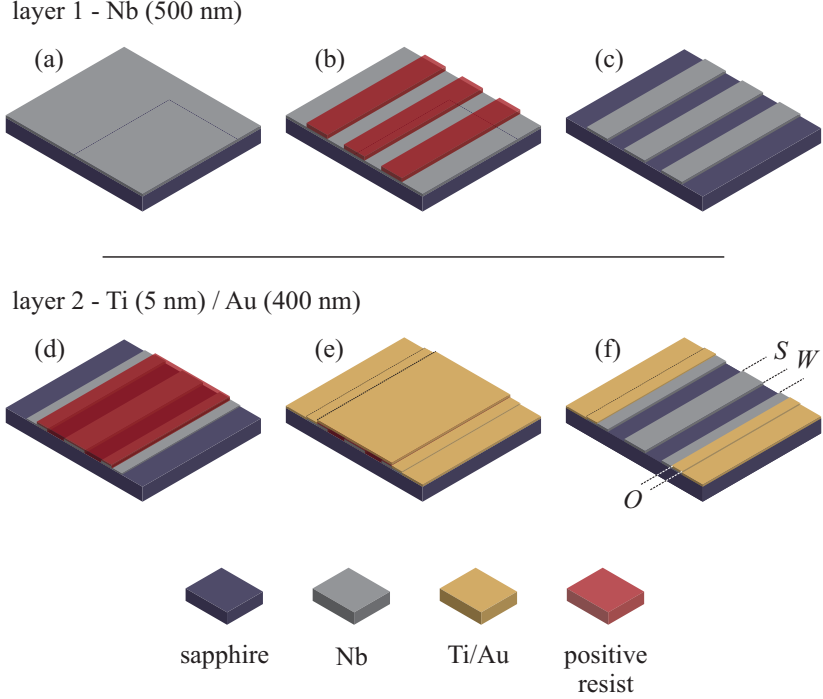 layer 1 - Nb (500 nm)
(a) (b) (c)
layer 2 - Ti (5 nm) / Au (400 nm)
(d) (e) (f)
S W
O
sapphire Nb Ti/Au positive
resist